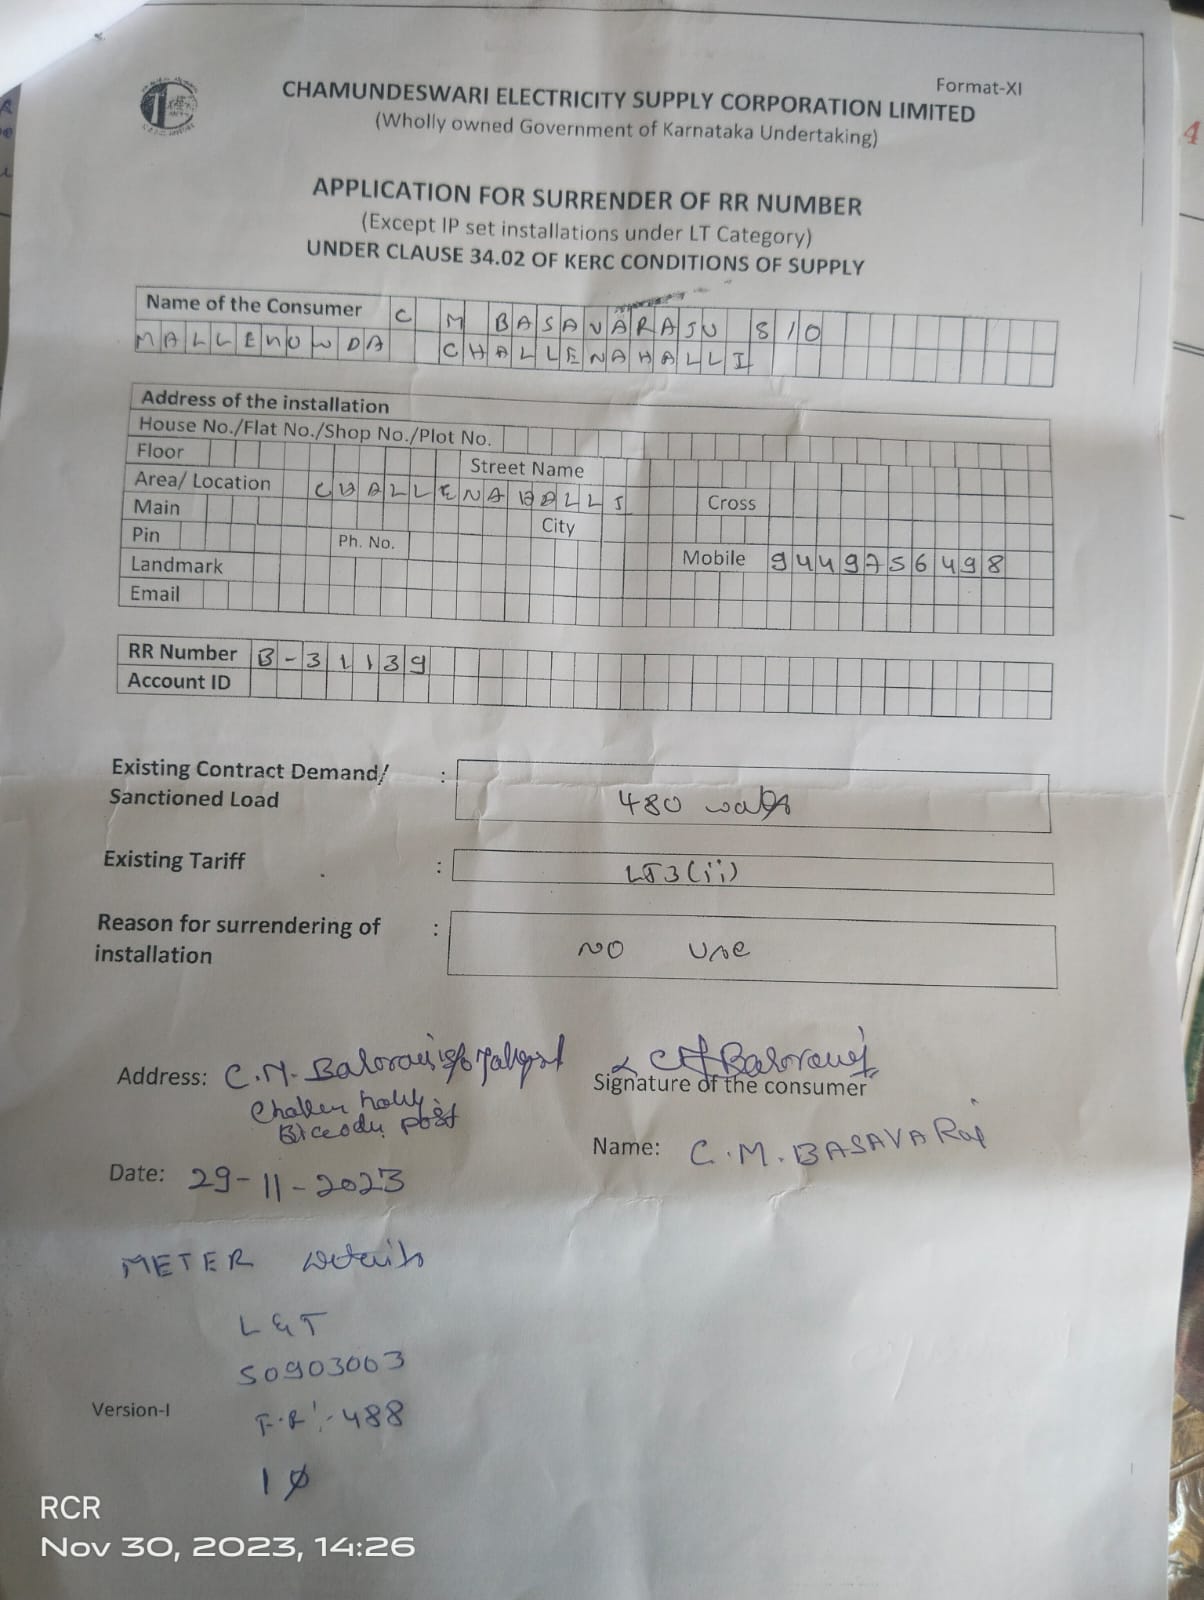 Format-XI
CHAMUNDESWARI ELECTRICITY SUPPLY CORPORATION LIMITED
(Wholly owned Government of Karnataka Undertaking)
APPLICATION FOR SURRENDER OF RR NUMBER
(Except IP set installations under LT Category)
UNDER CLAUSE 34.02 OF KERC CONDITIONS OF SUPPLY
Name of the Consumer C M BASAVARAJU S/O
CHALLENAHALLI
Address of the installation
House No./Flat No./Shop No./Plot No.
Floor Street Name
Area/ Location CHALLENAHALLI Cross
Main City
Pin Ph. No. Mobile 9449756498
Landmark
Email
RR Number B-31139
Account ID
Existing Contract Demand/
Sanctioned Load : 480 watts
Existing Tariff : LT3(ii)
Reason for surrendering of
installation : NO Use
Address: C.M.
post
Signature of the consumer
Name: C.M. BASAVARaj
Date: 29-11-2023
METER Details
L&T
50903003
F.R:-488
1φ
Version-I
RCR
Nov 30, 2023, 14:26